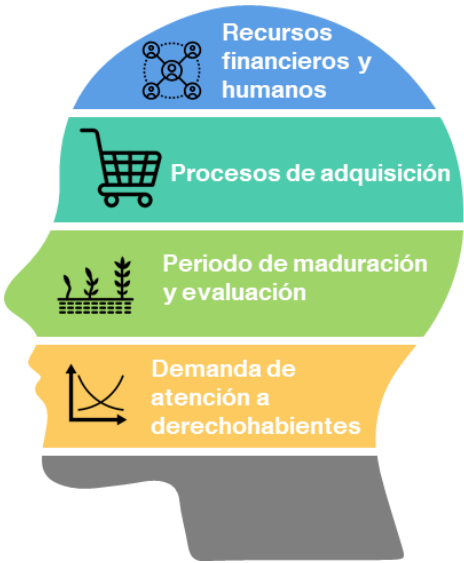 Recursos
financieros y
humanos
Procesos de adquisición
Periodo de maduración
y evaluación
Demanda de
atención a
derechohabientes